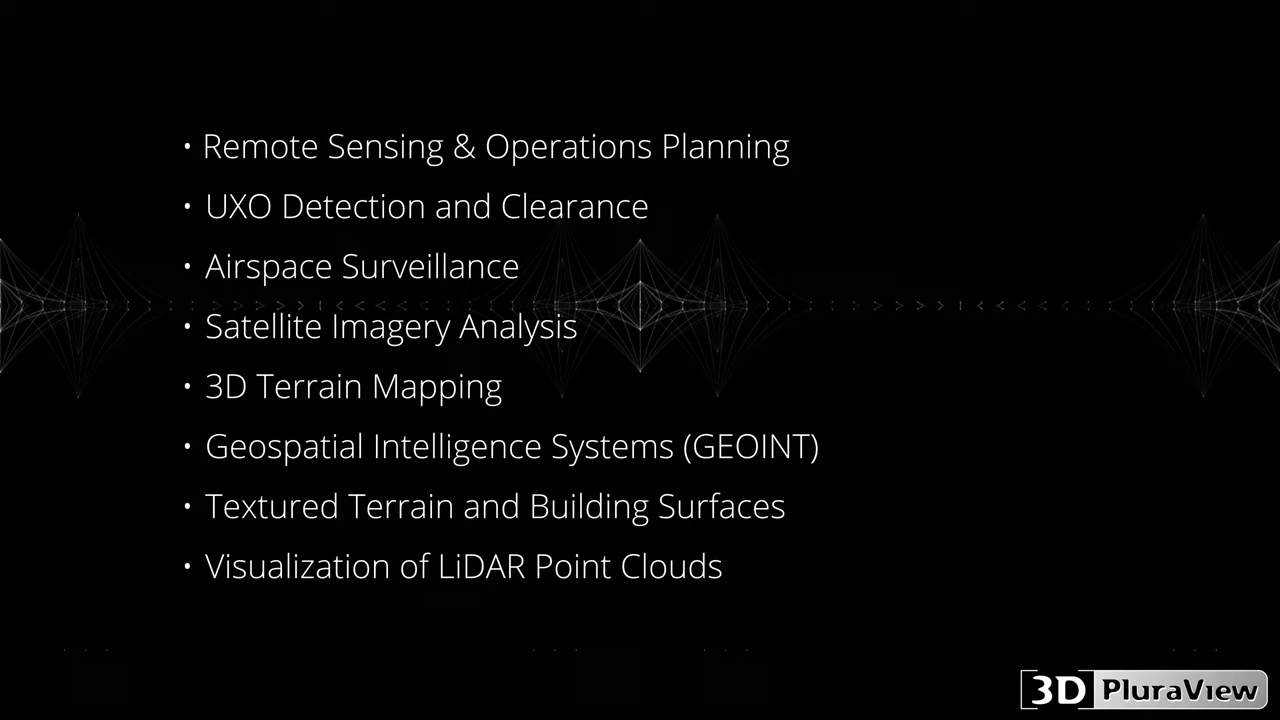 • Remote Sensing & Operations Planning
• UXO Detection and Clearance
• Airspace Surveillance
• Satellite Imagery Analysis
• 3D Terrain Mapping
• Geospatial Intelligence Systems (GEOINT)
• Textured Terrain and Building Surfaces
• Visualization of LiDAR Point Clouds
3D PluraView